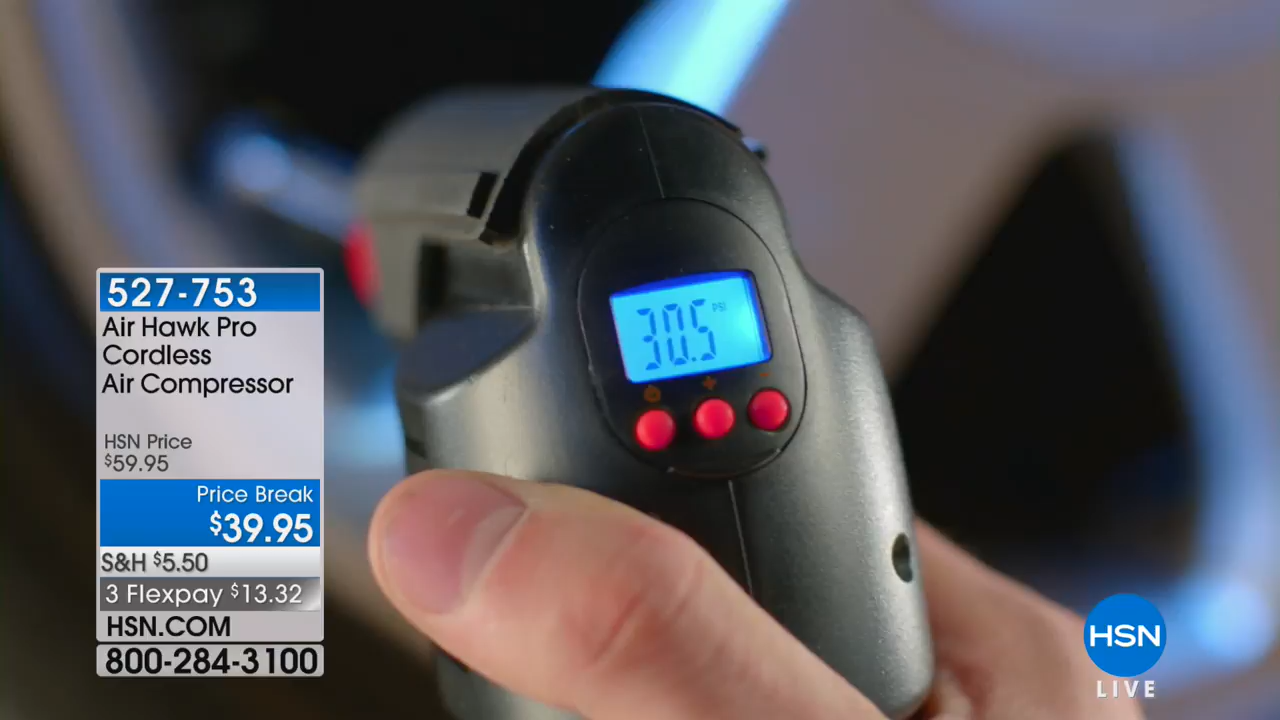 527-753
Air Hawk Pro
Cordless
Air Compressor
HSN Price
$59.95
Price Break
$39.95
S&H $5.50
3 Flexpay $13.32
HSN.COM
800-284-3100
30.5 PSI
HSN
LIVE